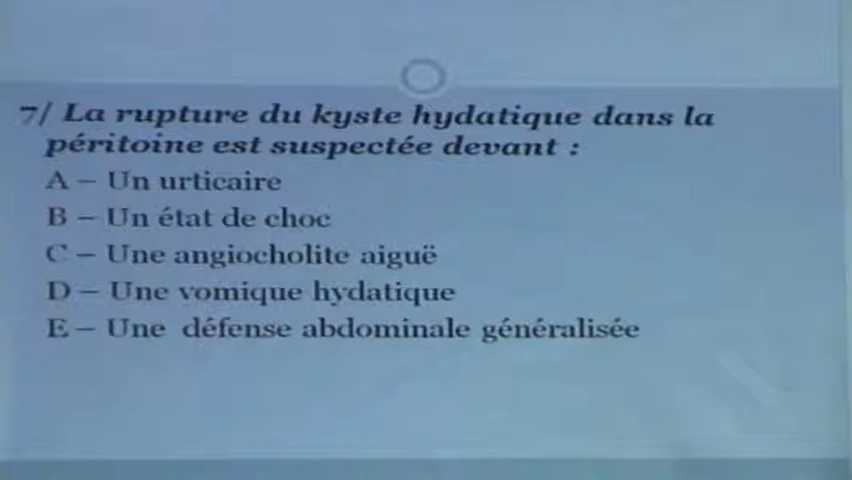 7/ La rupture du kyste hydatique dans la
péritoine est suspectée devant :
A – Un urticaire
B – Un état de choc
C – Une angiocholite aiguë
D – Une vomique hydatique
E – Une défense abdominale généralisée